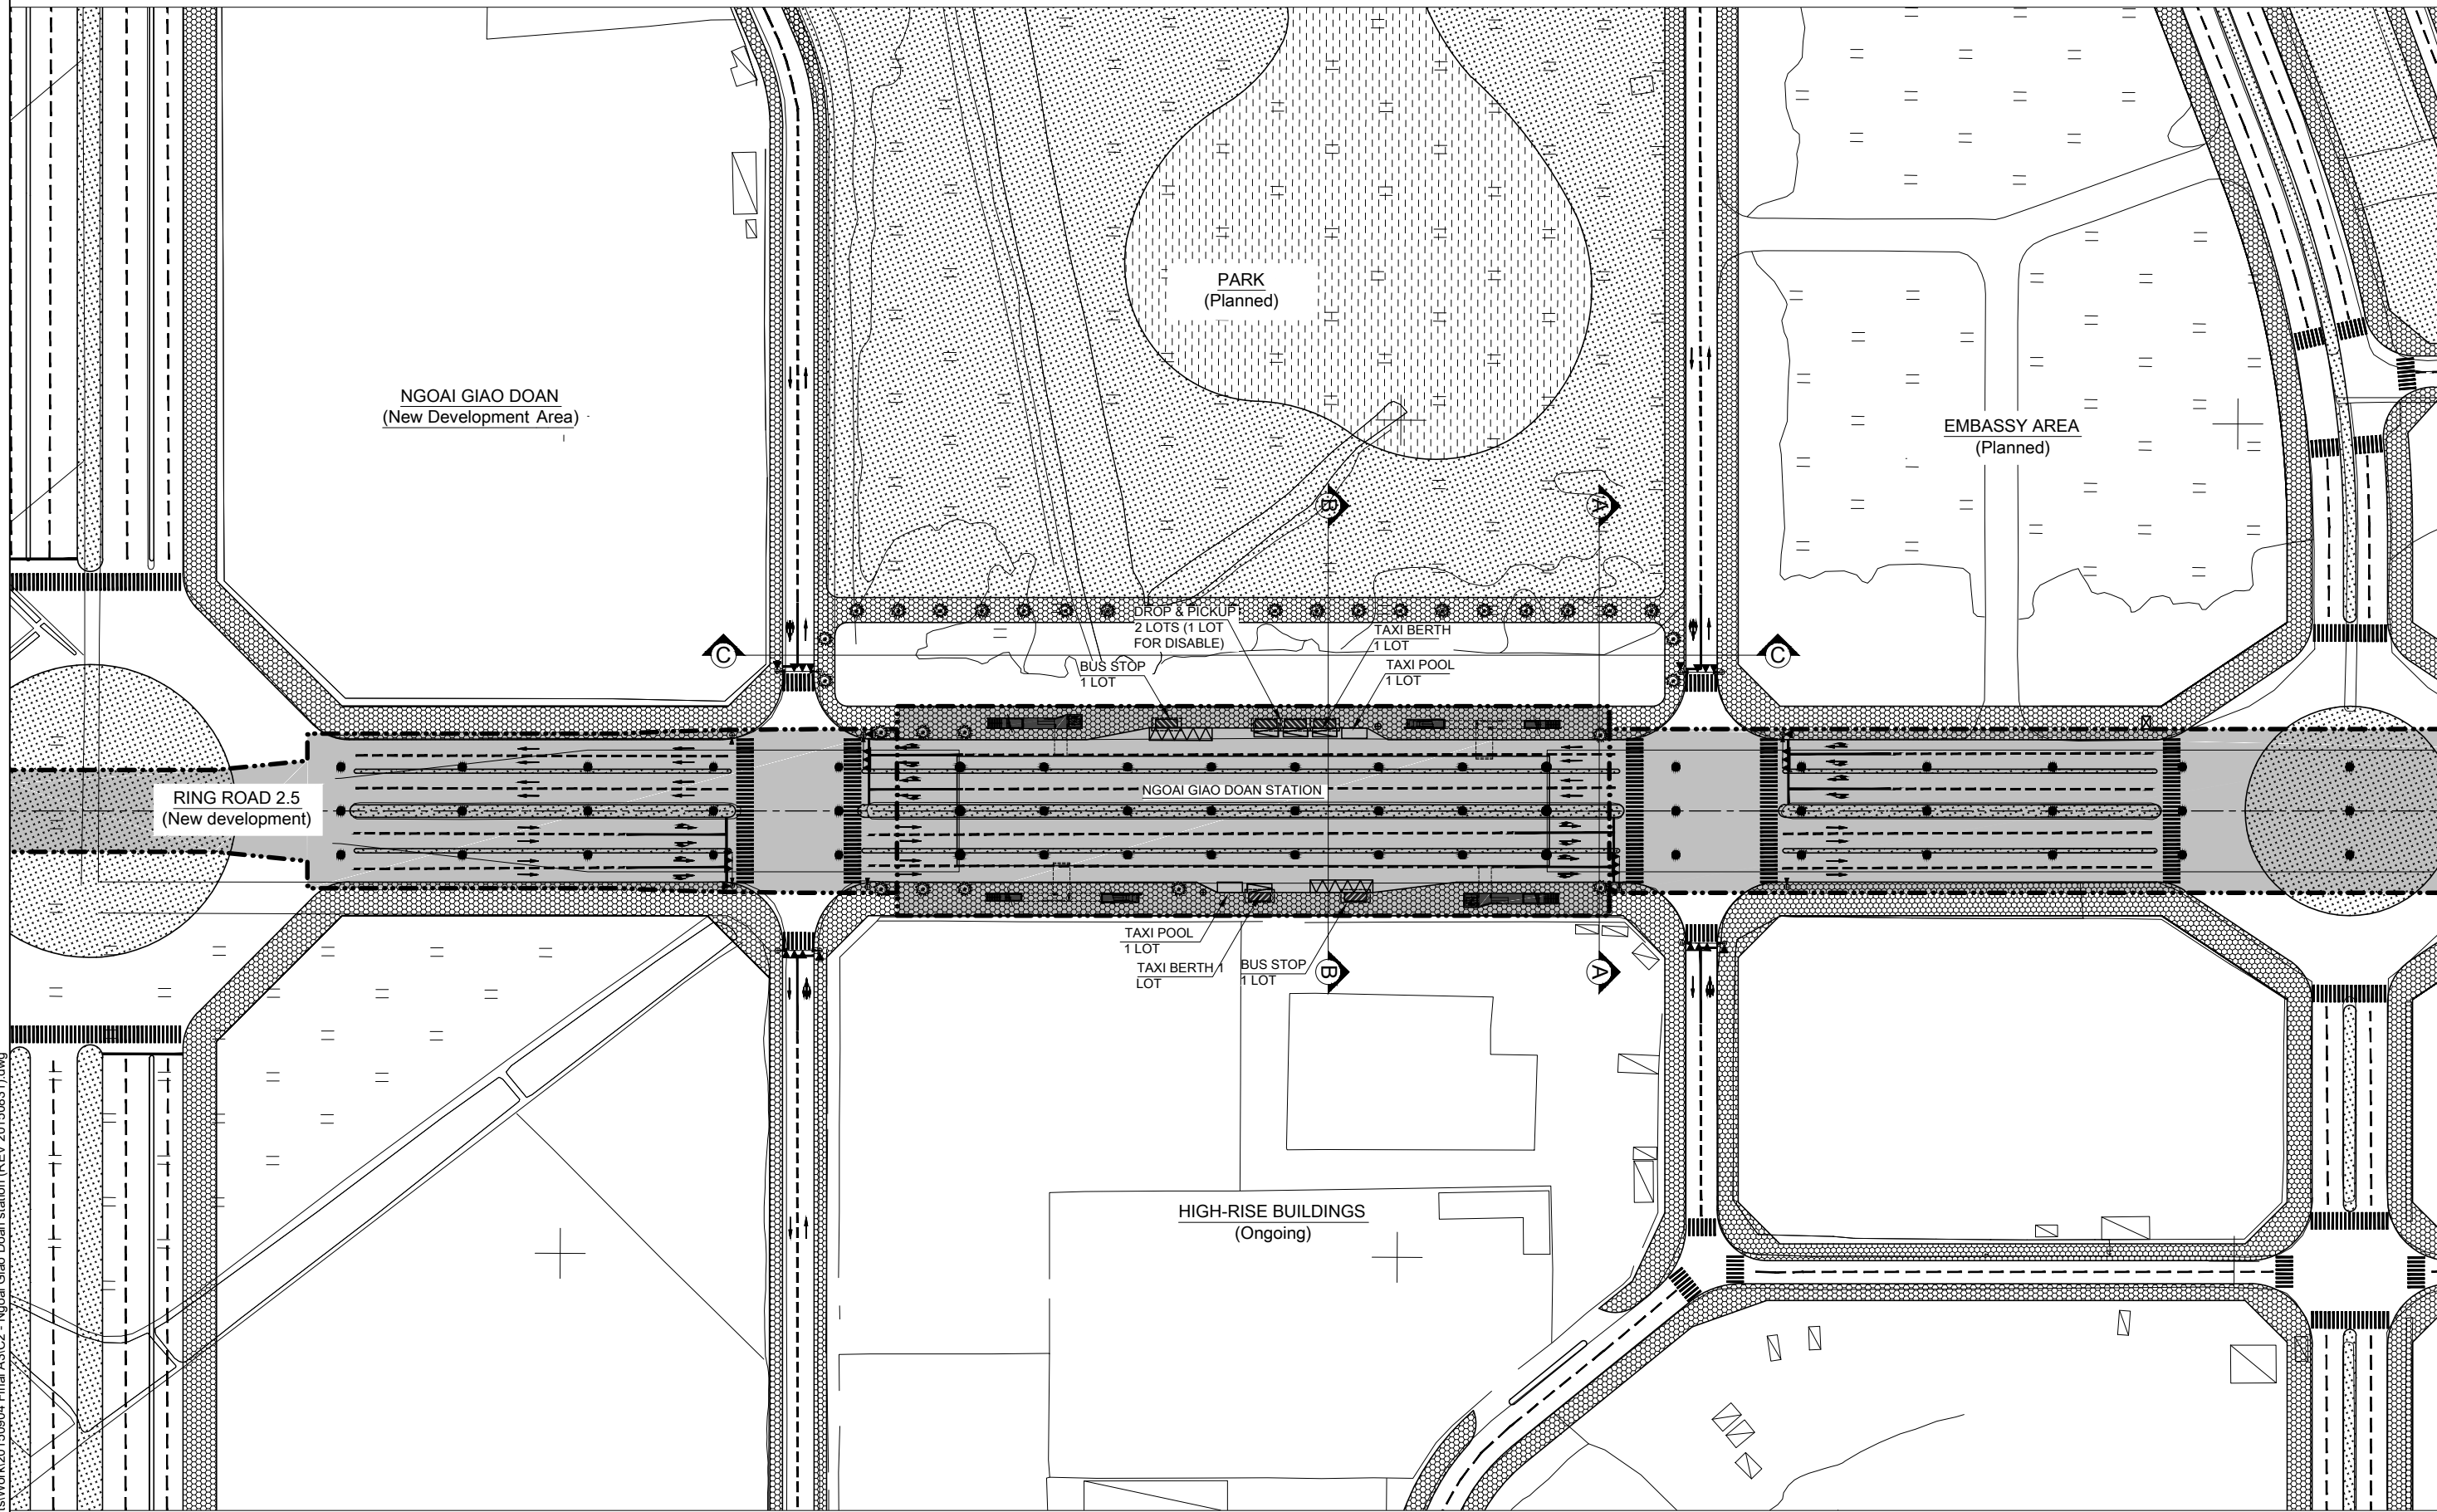 PARK
(Planned)
NGOAI GIAO DOAN
(New Development Area)
EMBASSY AREA
(Planned)
B
A
DROP & PICKUP
2 LOTS (1 LOT
FOR DISABLE)
TAXI BERTH
1 LOT
C
C
BUS STOP
1 LOT
TAXI POOL
1 LOT
RING ROAD 2.5
(New development)
NGOAI GIAO DOAN STATION
TAXI POOL
1 LOT
TAXI BERTH 1
LOT
BUS STOP
1 LOT
B
A
HIGH-RISE BUILDINGS
(Ongoing)